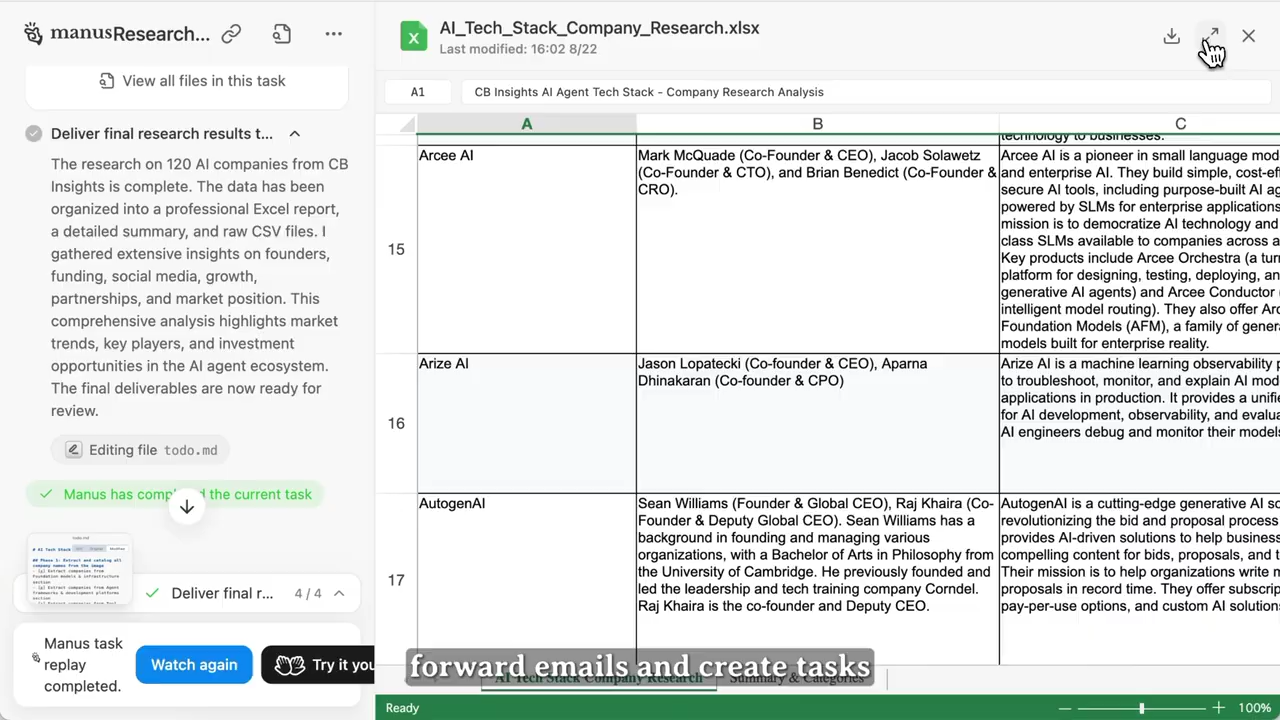 manus Research...
View all files in this task
Deliver final research results t...
The research on 120 AI companies from CB
Insights is complete. The data has been
organized into a professional Excel report,
a detailed summary, and raw CSV files. I
gathered extensive insights on founders,
funding, social media, growth,
partnerships, and market position. This
comprehensive analysis highlights market
trends, key players, and investment
opportunities in the AI agent ecosystem.
The final deliverables are now ready for
review.
Editing file todo.md
Manus has the current task
todo.md
Deliver final r... 4 / 4
Manus task
replay
completed.
Watch again
Try it you
X
AI_Tech_Stack_Company_Research.xlsx
Last modified: 16:02 8/22
A1
CB Insights AI Agent Tech Stack - Company Research Analysis
A B C
technology to businesses.
15
Arcee AI
Mark McQuade (Co-Founder & CEO), Jacob Solawetz
(Co-Founder & CTO), and Brian Benedict (Co-Founder &
CRO).
Arcee AI is a pioneer in small language mod
and enterprise AI. They build simple, cost-eff
secure AI tools, including purpose-built AI ag
powered by SLMs for enterprise applications
mission is to democratize AI technology and
class SLMs available to companies across a
Key products include Arcee Orchestra (a turn
platform for designing, testing, deploying, an
generative AI agents) and Arcee Conductor (
intelligent model routing). They also offer Arc
Foundation Models (AFM), a family of genera
models built for enterprise reality.
16
Arize AI
Jason Lopatecki (Co-founder & CEO), Aparna
Dhinakaran (Co-founder & CPO)
Arize AI is a machine learning observability p
to troubleshoot, monitor, and explain AI mod
applications in production. It provides a unifie
for AI development, observability, and evalua
AI engineers debug and monitor their models
17
AutogenAI
Sean Williams (Founder & Global CEO), Raj Khaira (Co-
Founder & Deputy Global CEO). Sean Williams has a
background in founding and managing various
organizations, with a Bachelor of Arts in Philosophy from
the University of Cambridge. He previously founded and
led the leadership and tech training company Corndel.
Raj Khaira is the co-founder and Deputy CEO.
AutogenAI is a cutting-edge generative AI so
revolutionizing the bid and proposal process
provides AI-driven solutions to help business
compelling content for bids, proposals, and t
Their mission is to help organizations write m
proposals in record time. They offer subscrip
pay-per-use options, and custom AI solution
forward emails and create tasks
AI Tech Stack Company Research Summary & Categories
Ready
100%